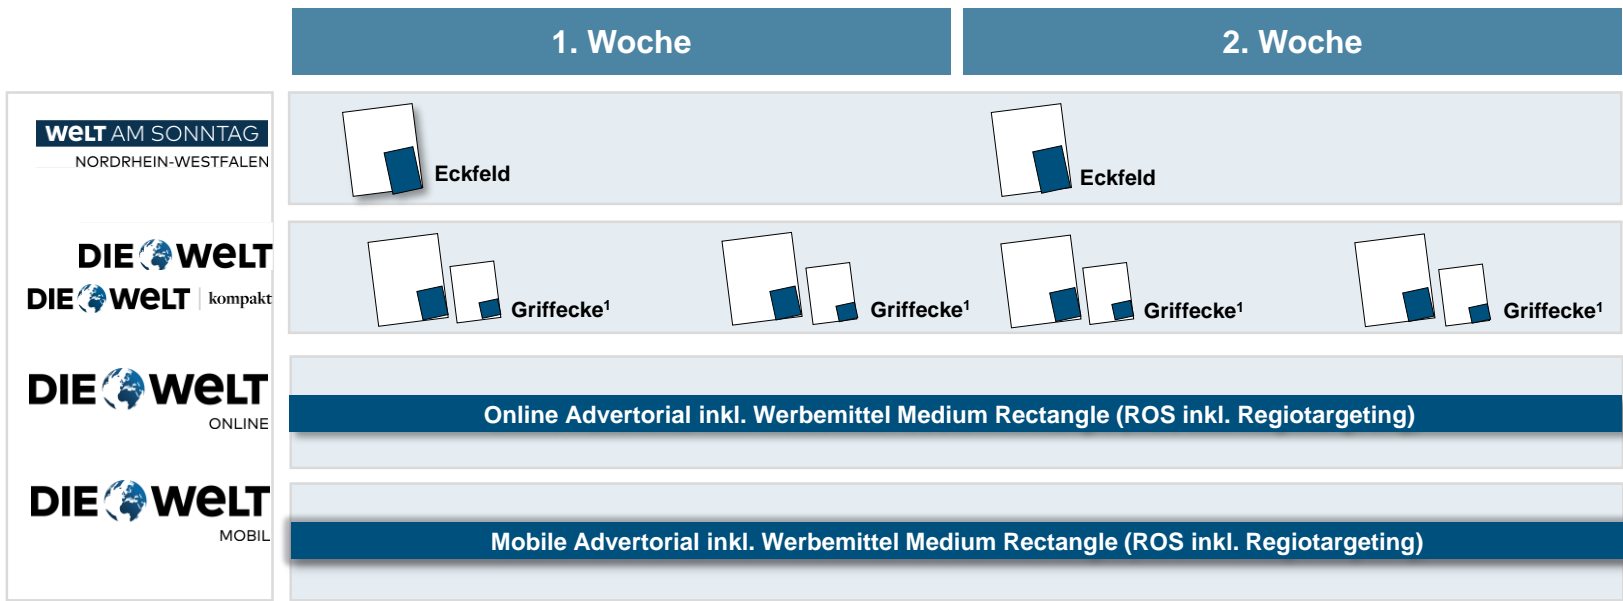 1. Woche 2. Woche
WELT AM SONNTAG
NORDRHEIN-WESTFALEN
Eckfeld Eckfeld
DIE WELT
DIE WELT | kompakt
Griffecke¹ Griffecke¹ Griffecke¹ Griffecke¹
DIE WELT
ONLINE
Online Advertorial inkl. Werbemittel Medium Rectangle (ROS inkl. Regiotargeting)
DIE WELT
MOBIL
Mobile Advertorial inkl. Werbemittel Medium Rectangle (ROS inkl. Regiotargeting)